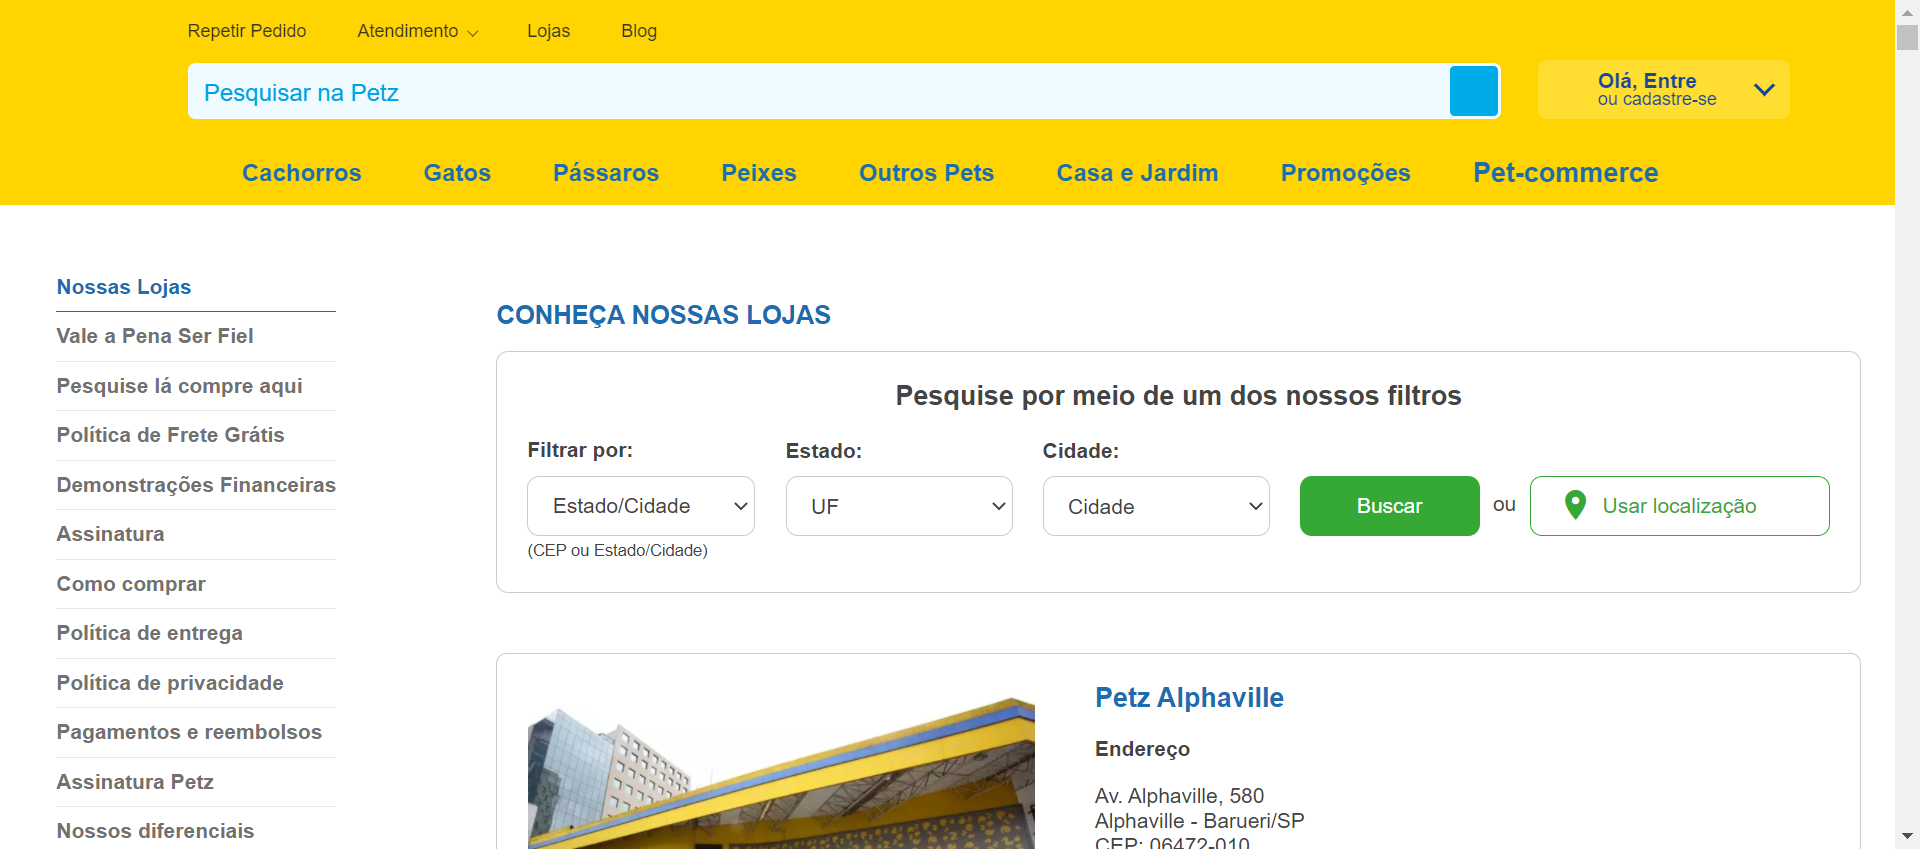 Repetir Pedido
Atendimento
Lojas
Blog
Pesquisar na Petz
Olá, Entre
ou cadastre-se
Cachorros
Gatos
Pássaros
Peixes
Outros Pets
Casa e Jardim
Promoções
Pet-commerce
Nossas Lojas
Vale a Pena Ser Fiel
Pesquise lá compre aqui
Política de Frete Grátis
Demonstrações Financeiras
Assinatura
Como comprar
Política de entrega
Política de privacidade
Pagamentos e reembolsos
Assinatura Petz
Nossos diferenciais
CONHEÇA NOSSAS LOJAS
Pesquise por meio de um dos nossos filtros
Filtrar por:
Estado/Cidade
(CEP ou Estado/Cidade)
Estado:
UF
Cidade:
Cidade
Buscar
ou
Usar localização
Petz Alphaville
Endereço
Av. Alphaville, 580
Alphaville - Barueri/SP
CEP: 06472-010